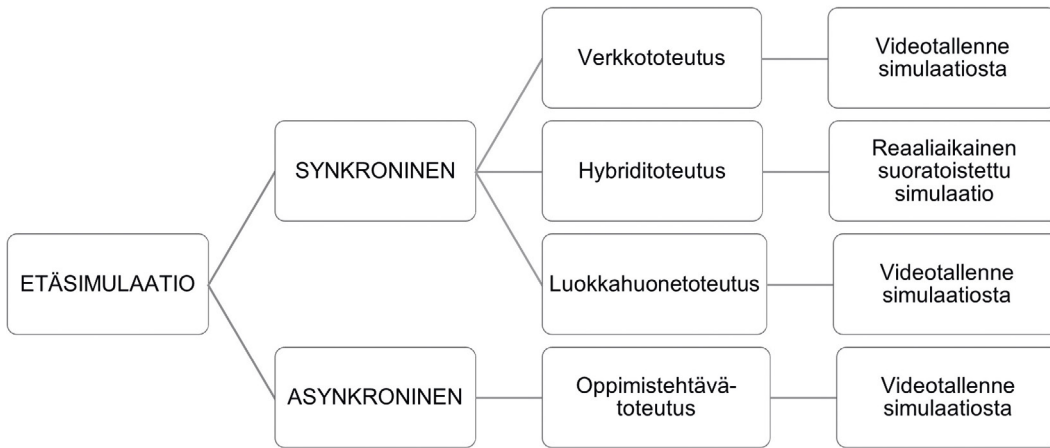 ETÄSIMULAATIO
SYNKRONINEN
Verkkototeutus
Videotallenne
simulaatiosta
Hybriditoteutus
Reaaliaikainen
suoratoistettu
simulaatio
Luokkahuonetoteutus
Videotallenne
simulaatiosta
ASYNKRONINEN
Oppimistehtävä-
toteutus
Videotallenne
simulaatiosta